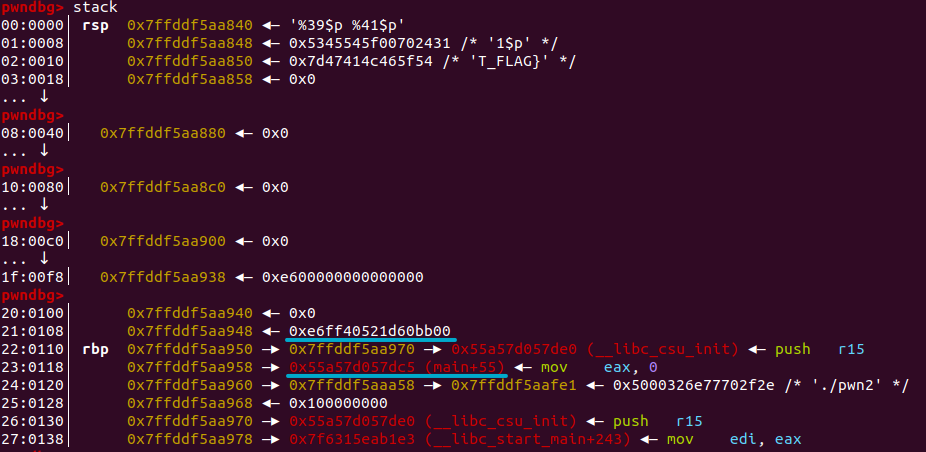 pwndbg> stack
00:0000│ rsp 0x7ffddf5aa840 ◂— '%39$p %41$p'
01:0008│ 0x7ffddf5aa848 ◂— 0x5345545f00702431 /* '1$p' */
02:0010│ 0x7ffddf5aa850 ◂— 0x7d47414c465f54 /* 'T_FLAG}' */
03:0018│ 0x7ffddf5aa858 ◂— 0x0
... ↓
pwndbg>
08:0040│ 0x7ffddf5aa880 ◂— 0x0
... ↓
pwndbg>
10:0080│ 0x7ffddf5aa8c0 ◂— 0x0
... ↓
pwndbg>
18:00c0│ 0x7ffddf5aa900 ◂— 0x0
... ↓
1f:00f8│ 0x7ffddf5aa938 ◂— 0xe600000000000000
pwndbg>
20:0100│ 0x7ffddf5aa940 ◂— 0x0
21:0108│ 0x7ffddf5aa948 ◂— 0xe6ff40521d60bb00
22:0110│ rbp 0x7ffddf5aa950 —▸ 0x7ffddf5aa970 —▸ 0x55a57d057de0 (__libc_csu_init) ◂— push r15
23:0118│ 0x7ffddf5aa958 —▸ 0x55a57d057dc5 (main+55) ◂— mov eax, 0
24:0120│ 0x7ffddf5aa960 —▸ 0x7ffddf5aaa58 —▸ 0x7ffddf5aafe1 ◂— 0x5000326e77702f2e /* './pwn2' */
25:0128│ 0x7ffddf5aa968 ◂— 0x100000000
26:0130│ 0x7ffddf5aa970 —▸ 0x55a57d057de0 (__libc_csu_init) ◂— push r15
27:0138│ 0x7ffddf5aa978 —▸ 0x7f6315eab1e3 (__libc_start_main+243) ◂— mov edi, eax